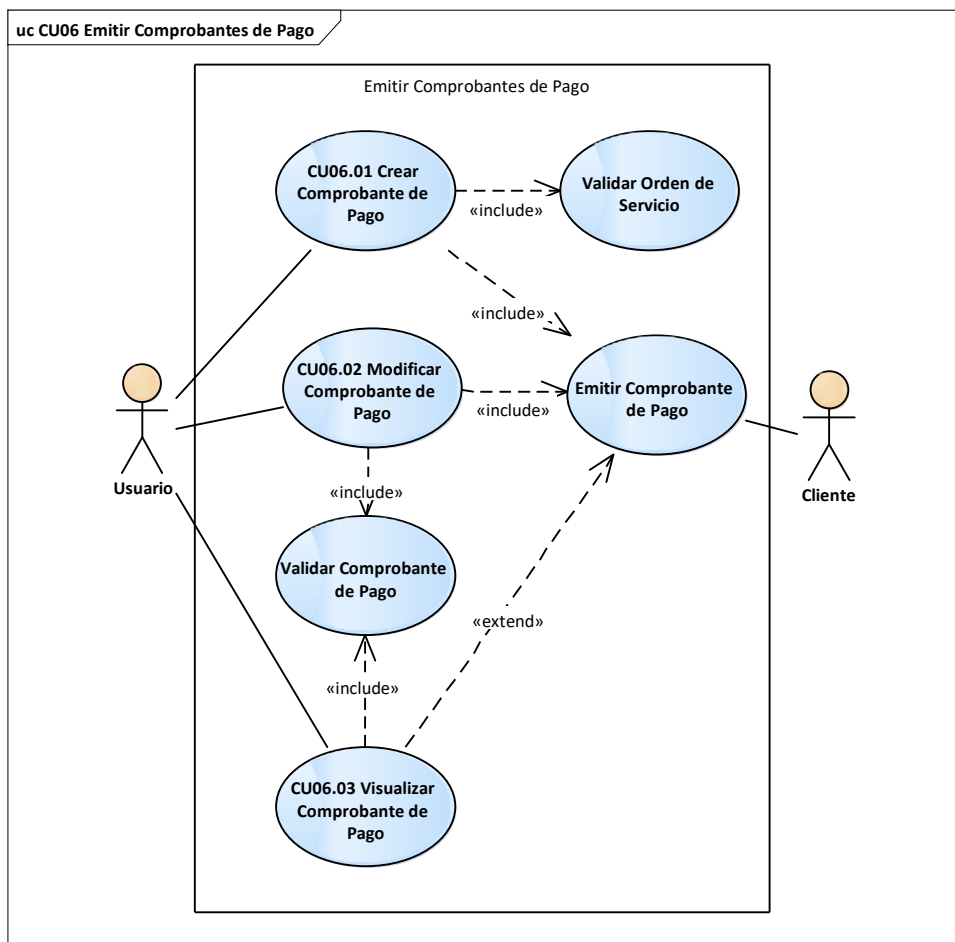 uc CU06 Emitir Comprobantes de Pago
Emitir Comprobantes de Pago
CU06.01 Crear
Comprobante de
Pago
Validar Orden de
Servicio
«include»
«include»
CU06.02 Modificar
Comprobante de
Pago
Emitir Comprobante
de Pago
«include»
Usuario
Cliente
«include»
Validar Comprobante
de Pago
«extend»
«include»
CU06.03 Visualizar
Comprobante de
Pago